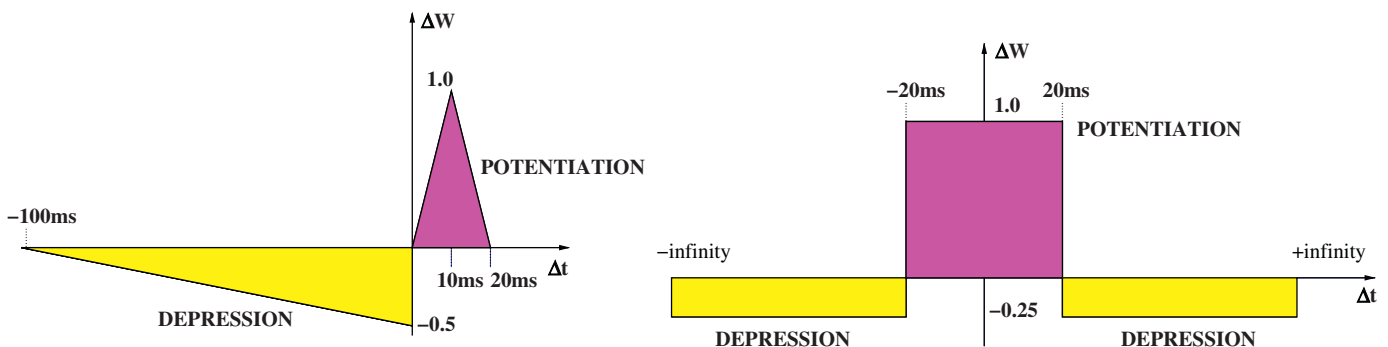 ΔW
1.0
POTENTIATION
−100ms
10ms 20ms
Δt
DEPRESSION
−0.5
ΔW
−20ms
20ms
1.0
POTENTIATION
−infinity
+infinity
−0.25
Δt
DEPRESSION
DEPRESSION